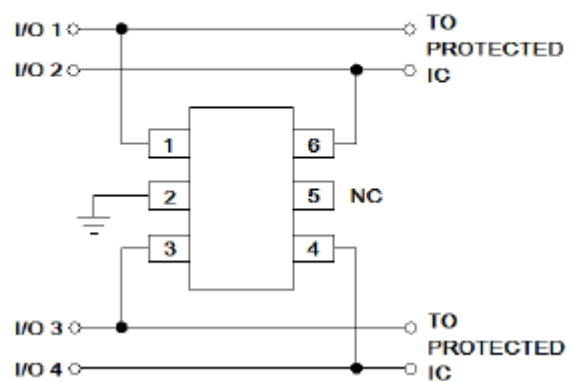 I/O 1
TO
PROTECTED
IC
I/O 2
1
6
2
5
NC
3
4
I/O 3
TO
PROTECTED
IC
I/O 4